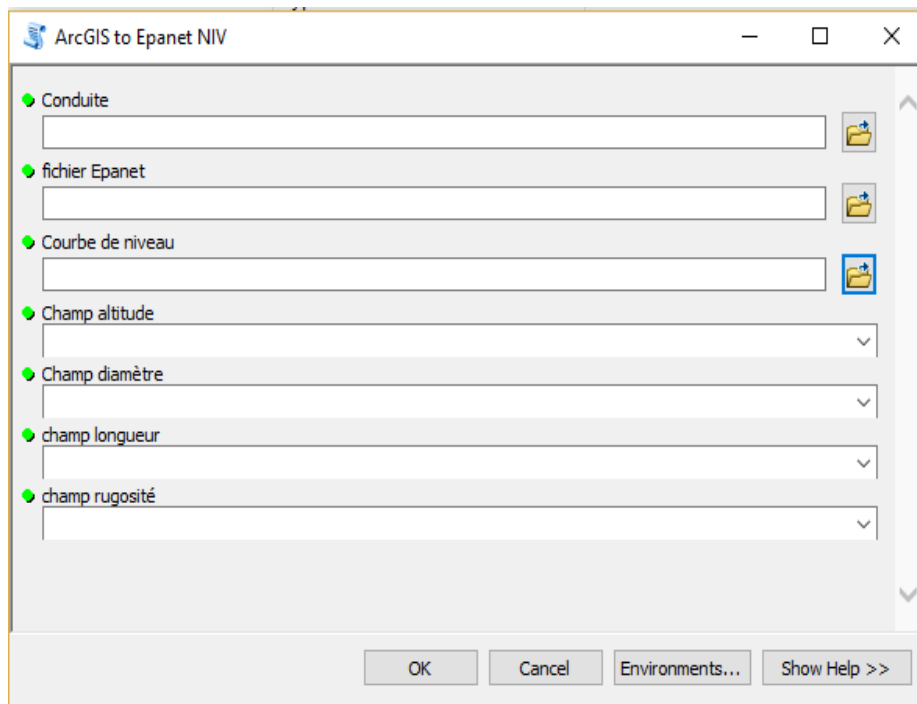 ArcGIS to Epanet NIV
Conduite
fichier Epanet
Courbe de niveau
Champ altitude
Champ diamètre
champ longueur
champ rugosité
OK Cancel Environments... Show Help >>